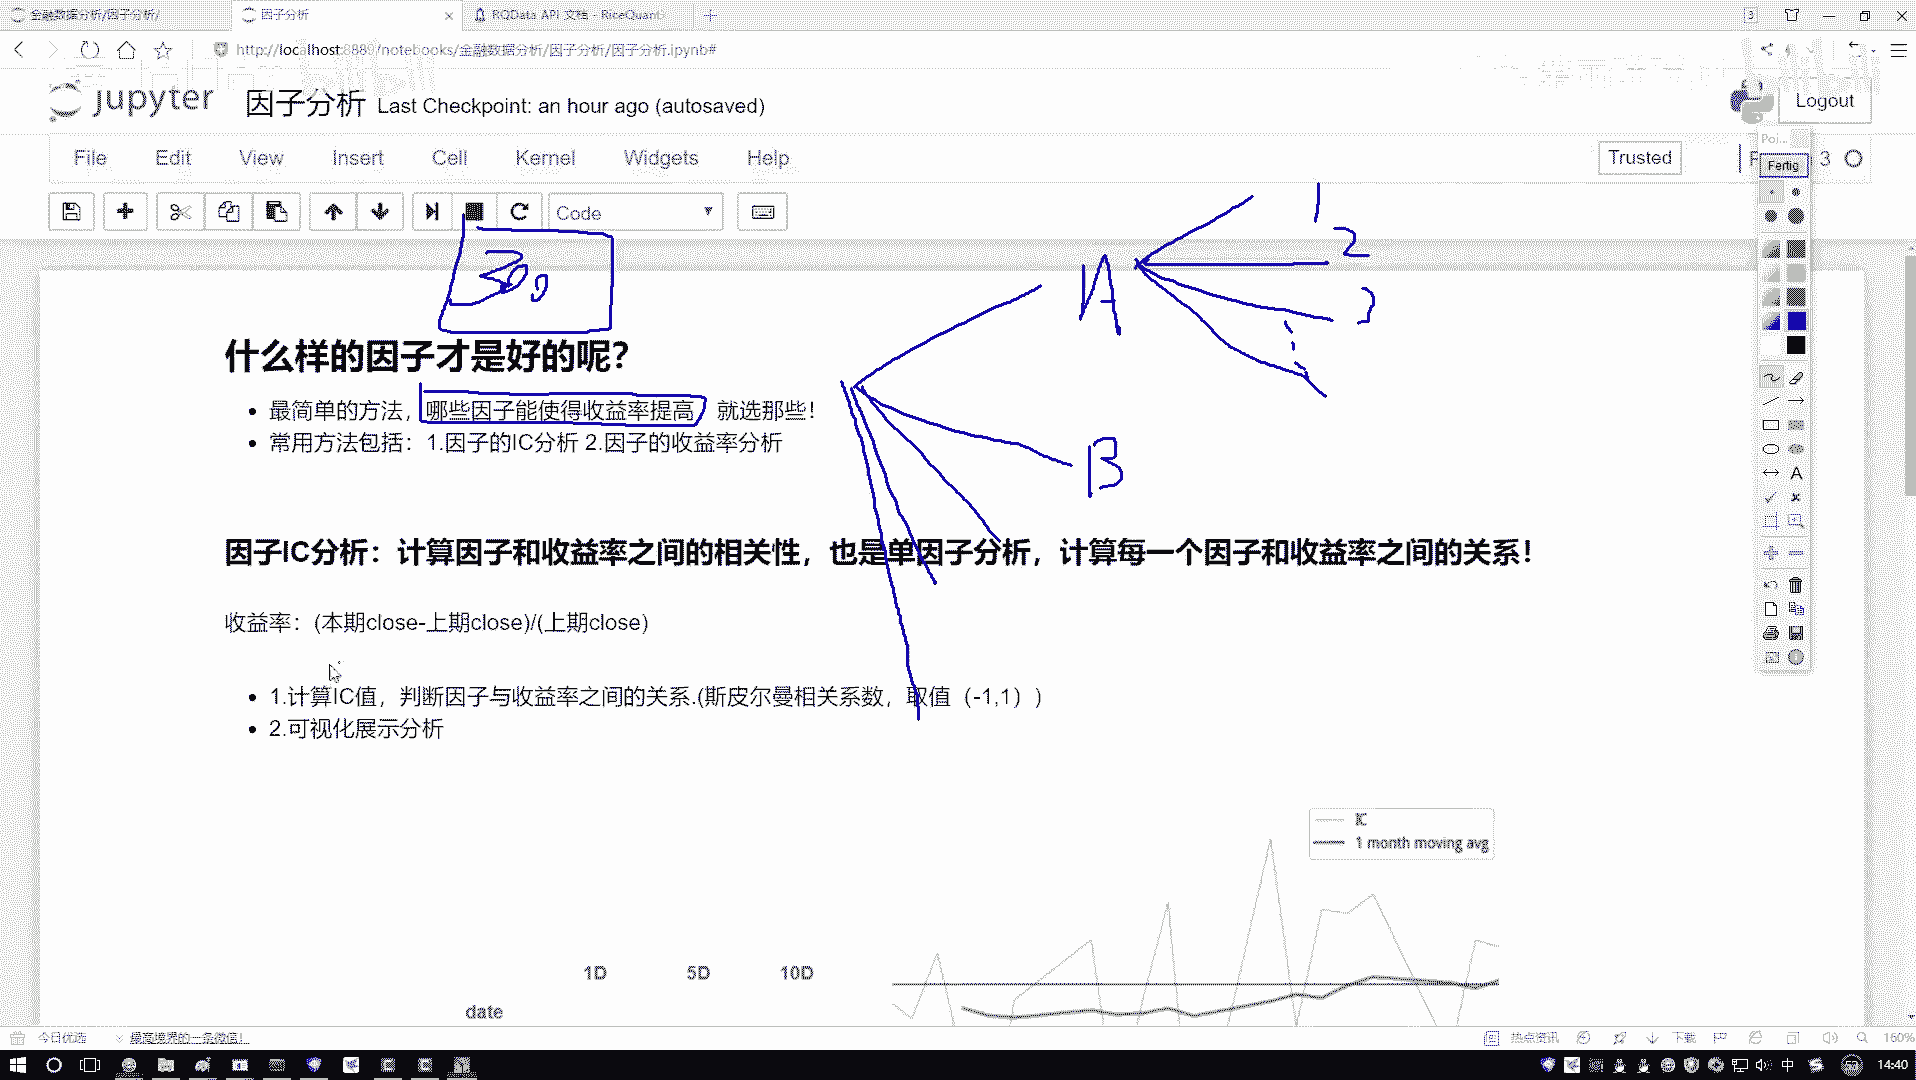 金融数据分析/因子分析/
因子分析
RQData API 文档 - RiceQuant
3
http://localhost:8889/notebooks/金融数据分析/因子分析/因子分析.ipynb#
jupyter 因子分析 Last Checkpoint: an hour ago (autosaved)
Logout
File Edit View Insert Cell Kernel Widgets Help
Trusted
3
Fertig
Code
1
2
3
A
B
300
什么样的因子才是好的呢?
最简单的方法，哪些因子能使得收益率提高 就选那些！
常用方法包括：1.因子的IC分析 2.因子的收益率分析
因子IC分析：计算因子和收益率之间的相关性，也是单因子分析，计算每一个因子和收益率之间的关系！
收益率：(本期close-上期close)/(上期close)
1.计算IC值，判断因子与收益率之间的关系.(斯皮尔曼相关系数，取值（-1,1））
2.可视化展示分析
IC
1 month moving avg
1D 5D 10D
date
今日优选
最高境界的一条微信!
热点资讯
下载
160%
中
14:40